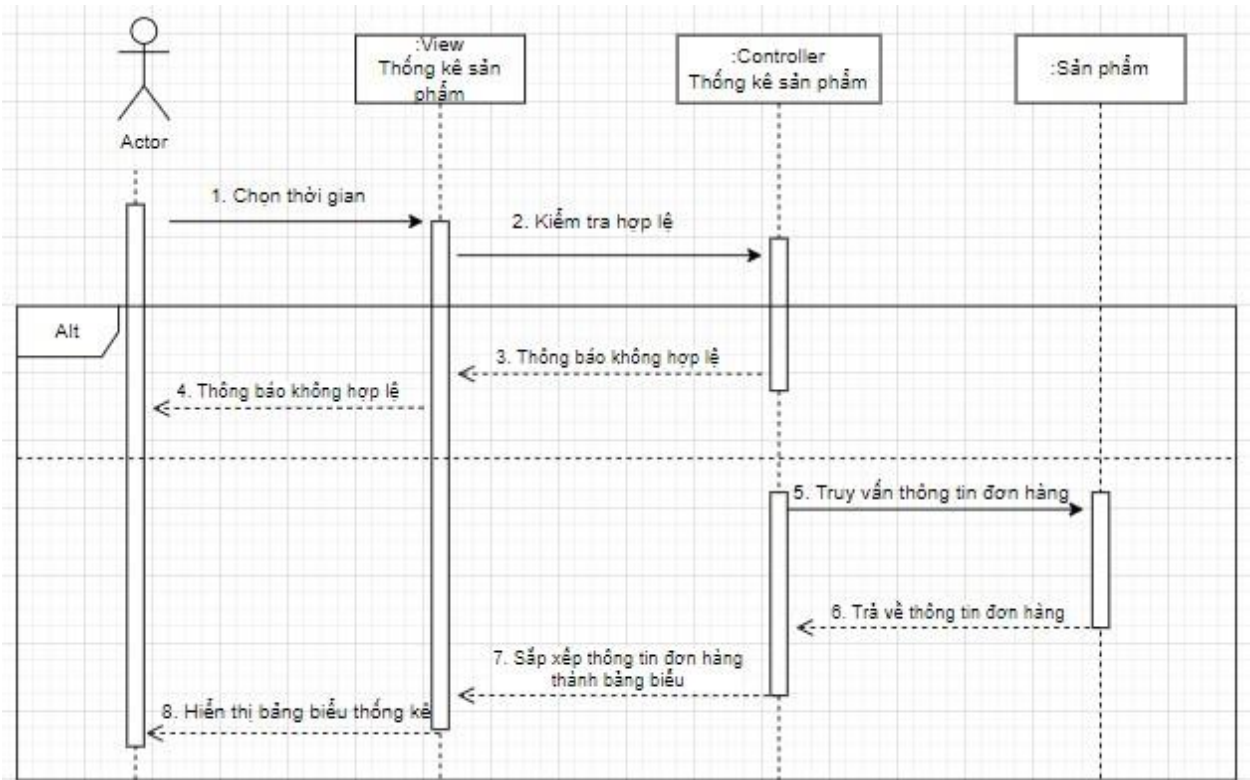 :View
Thống kê sản
phẩm
:Controller
Thống kê sản phẩm
:Sản phẩm
Actor
1. Chọn thời gian
2. Kiểm tra hợp lệ
Alt
3. Thông báo không hợp lệ
4. Thông báo không hợp lệ
5. Truy vấn thông tin đơn hàng
6. Trả về thông tin đơn hàng
7. Sắp xếp thông tin đơn hàng
thành bảng biểu
8. Hiển thị bảng biểu thống kê